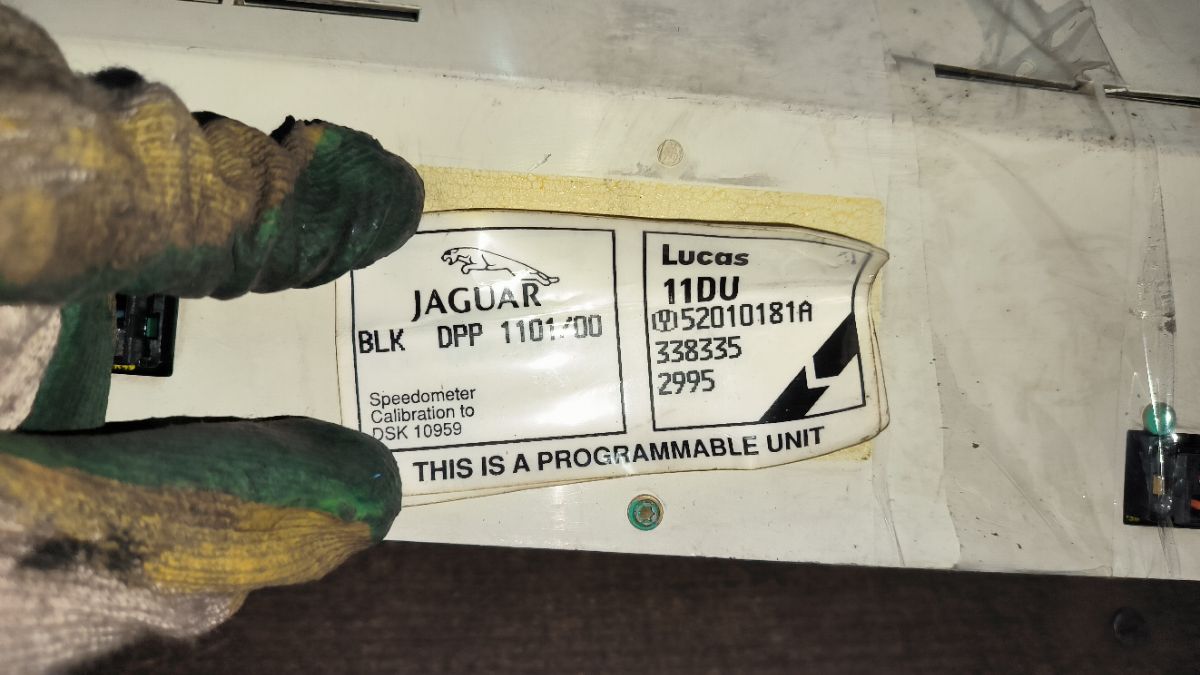 JAGUAR
BLK DPP 1101/00
Speedometer
Calibration to
DSK 10959
Lucas
11DU
52010181A
338335
2995
THIS IS A PROGRAMMABLE UNIT